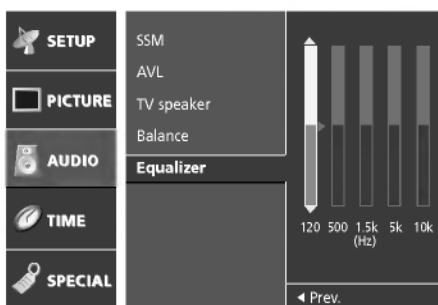 SETUP
PICTURE
AUDIO
TIME
SPECIAL
SSM
AVL
TV speaker
Balance
Equalizer
120 500 1.5k 5k 10k
(Hz)
Prev.